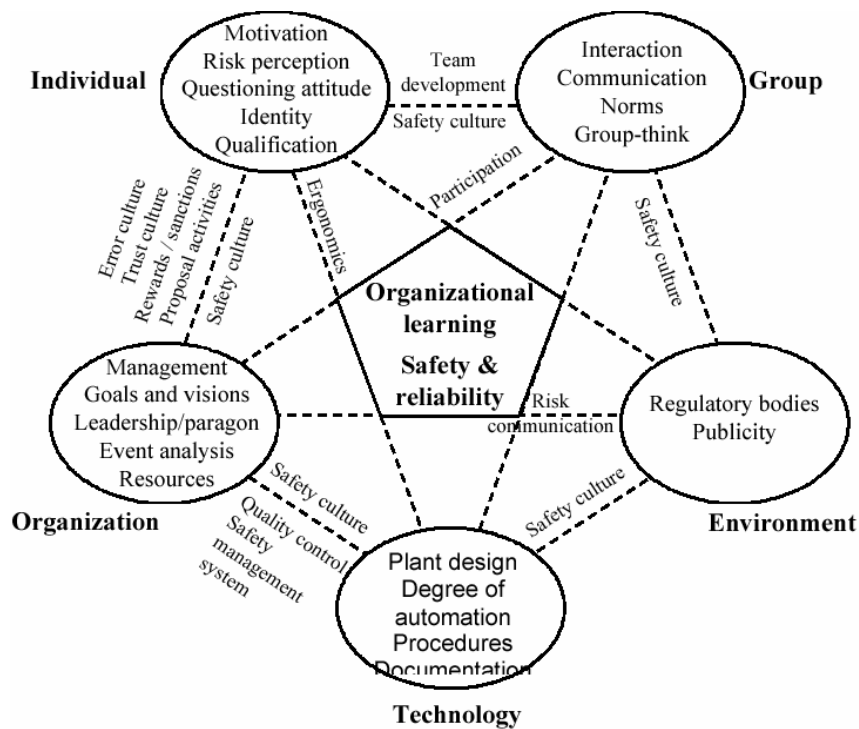 Individual
Motivation
Risk perception
Questioning attitude
Identity
Qualification
Team
development
Safety culture
Interaction
Communication
Norms
Group-think
Group
Error culture
Trust culture
Rewards / sanctions
Proposal activities
Safety culture
Ergonomics
Participation
Safety culture
Organizational
learning
Safety &
reliability
Management
Goals and visions
Leadership/paragon
Event analysis
Resources
Organization
Risk
communication
Regulatory bodies
Publicity
Environment
Safety culture
Quality control
Safety
management
system
Safety culture
Plant design
Degree of
automation
Procedures
Documentation
Technology